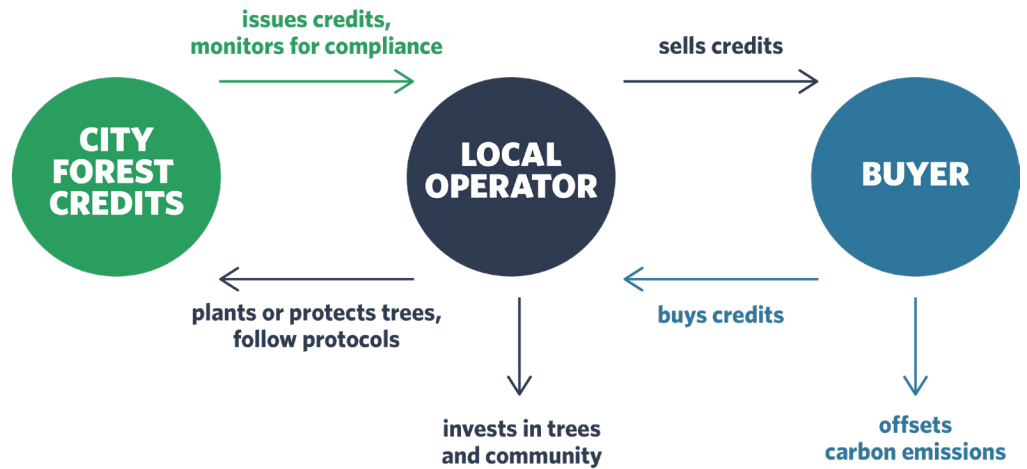 issues credits,
monitors for compliance
sells credits
CITY
FOREST
CREDITS
LOCAL
OPERATOR
BUYER
plants or protects trees,
follow protocols
buys credits
invests in trees
and community
offsets
carbon emissions